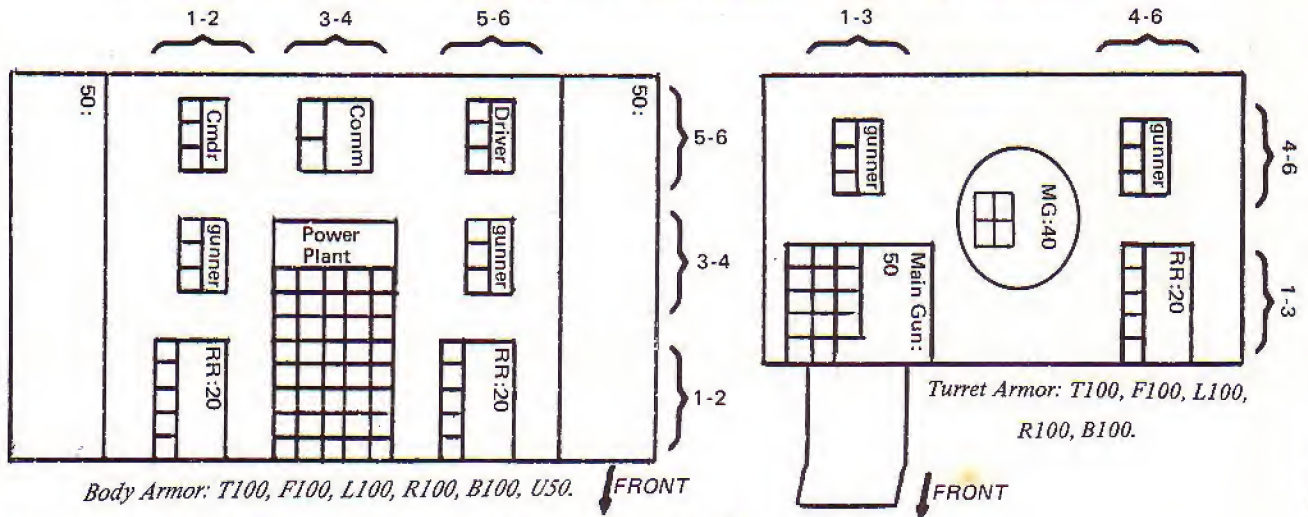 1-2
3-4
5-6
1-3
4-6
50:
Cmdr
Comm
Driver
50:
5-6
gunner
gunner
MG:40
4-6
gunner
Power
Plant
gunner
3-4
Main Gun:
50
RR:20
1-3
RR:20
RR:20
1-2
Turret Armor: T100, F100, L100,
R100, B100.
Body Armor: T100, F100, L100, R100, B100, U50.
FRONT
FRONT